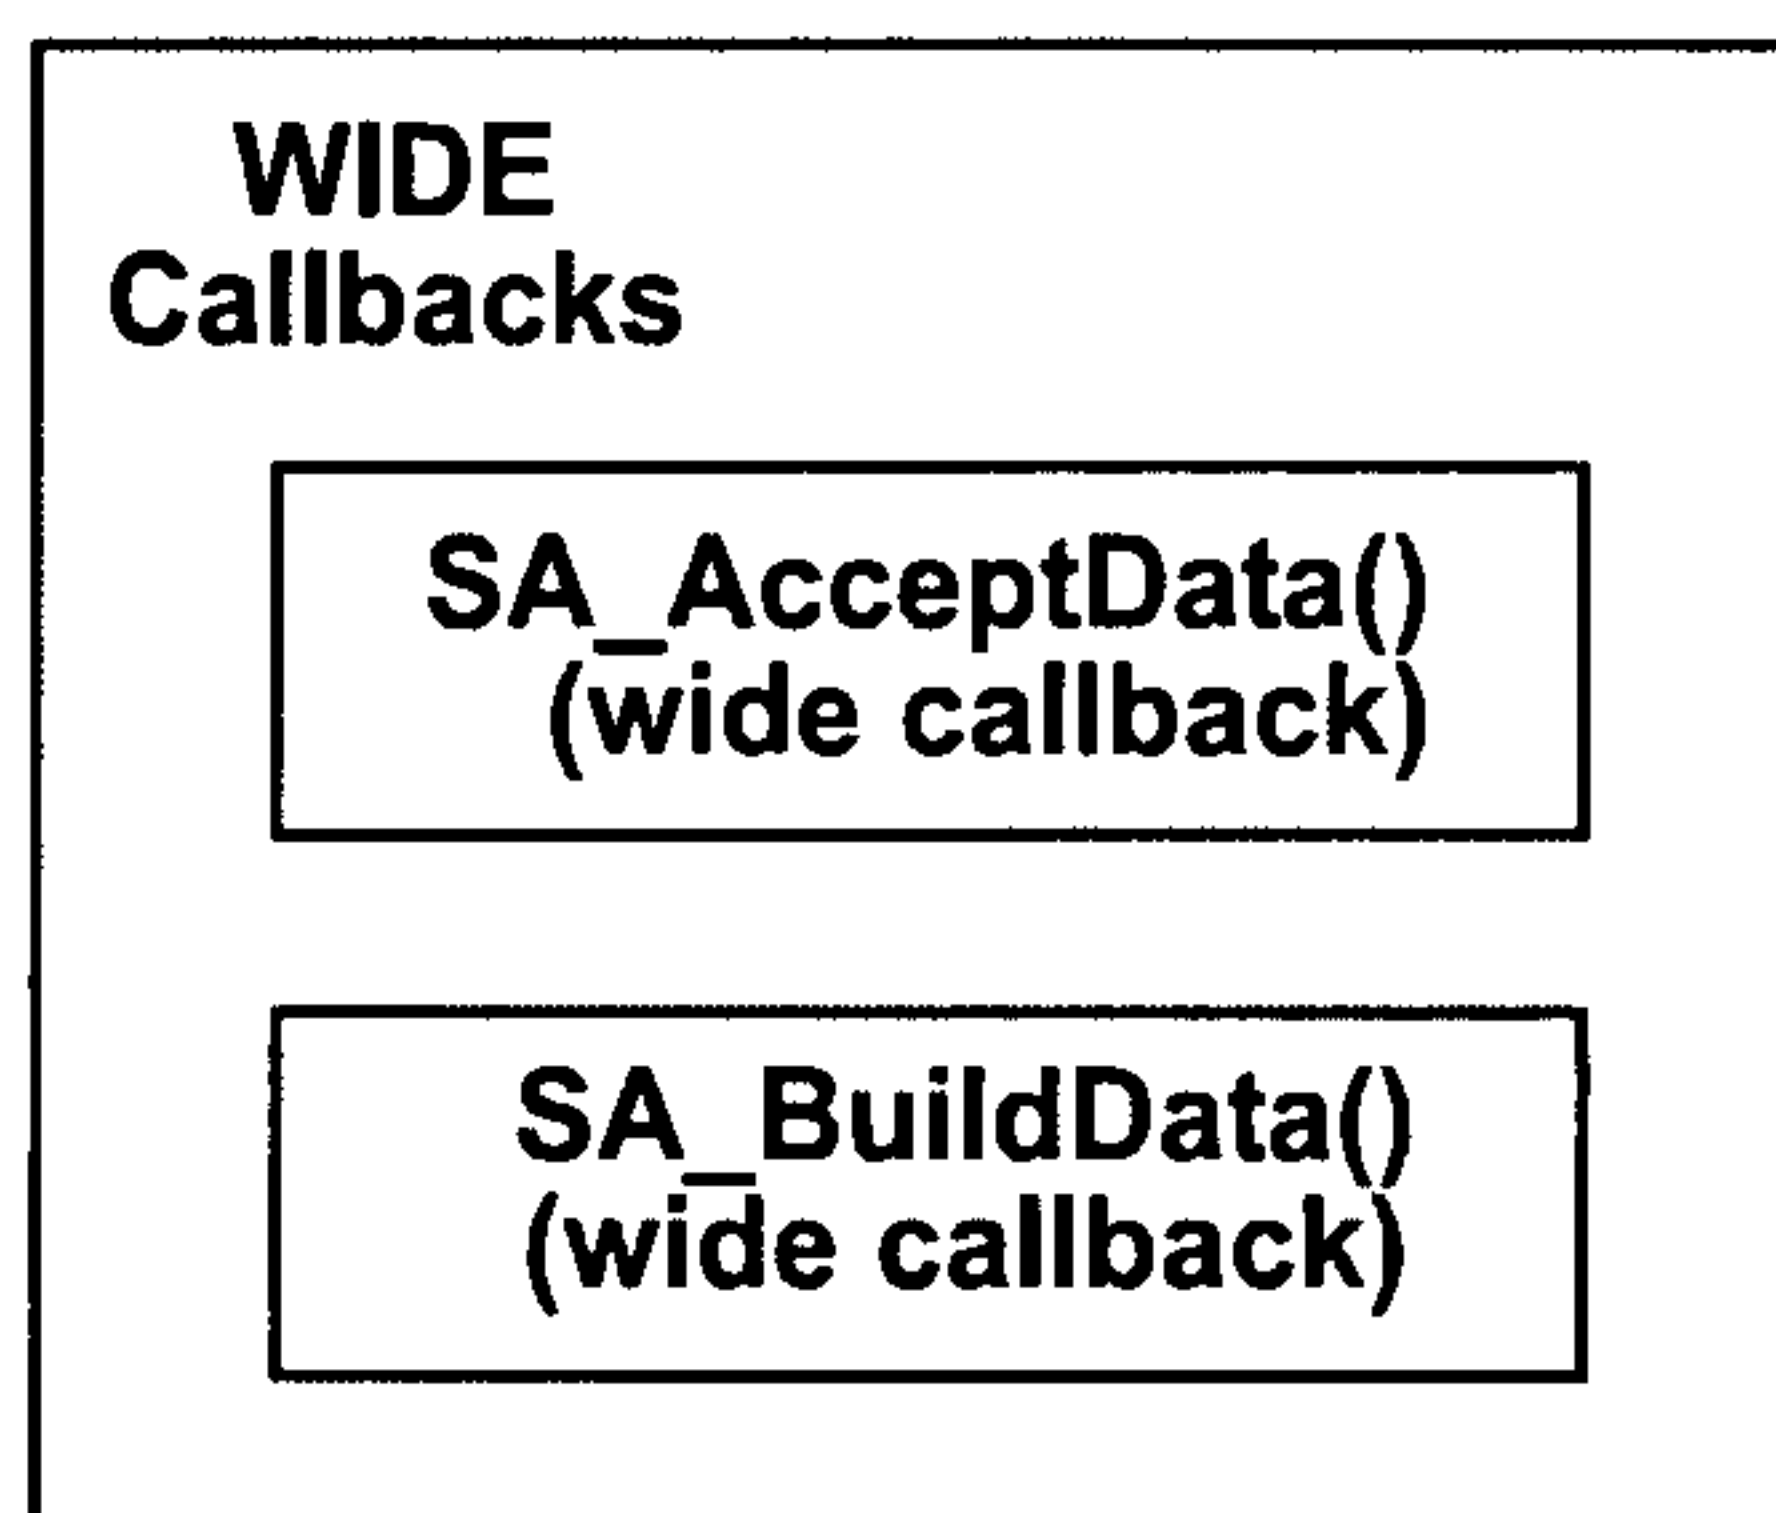 WIDE
Callbacks
SA_AcceptData()
(wide callback)
SA_BuildData()
(wide callback)